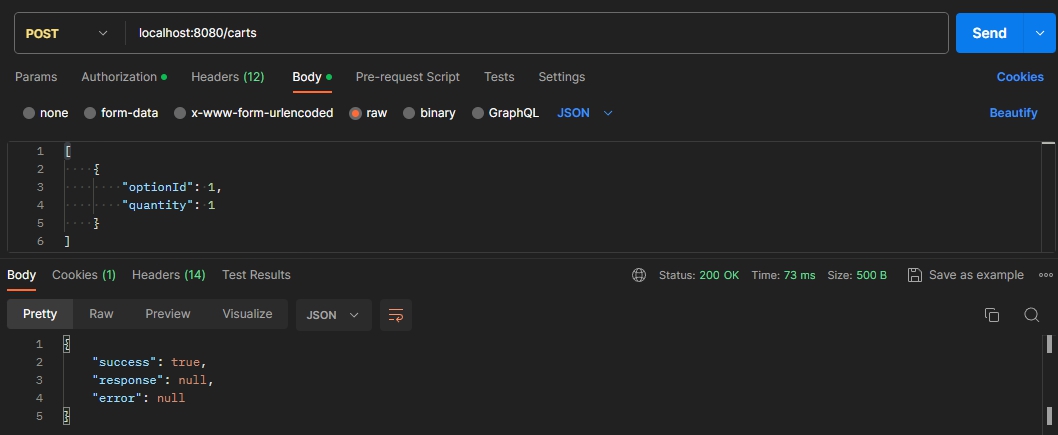 POST localhost:8080/carts Send
Params Authorization Headers (12) Body Pre-request Script Tests Settings Cookies
none form-data x-www-form-urlencoded raw binary GraphQL JSON Beautify
1 [
2 {
3 "optionId": 1,
4 "quantity": 1
5 }
6 ]
Body Cookies (1) Headers (14) Test Results Status: 200 OK Time: 73 ms Size: 500 B Save as example
Pretty Raw Preview Visualize JSON
1 {
2 "success": true,
3 "response": null,
4 "error": null
5 }